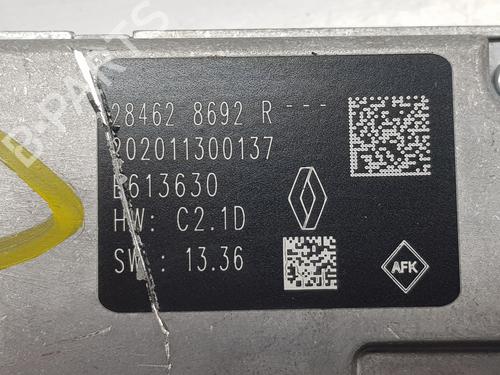 28462 8692 R ---
202011300137
E613630
HW: C2.1D
SW: 13.36
AFK
B-PARTS